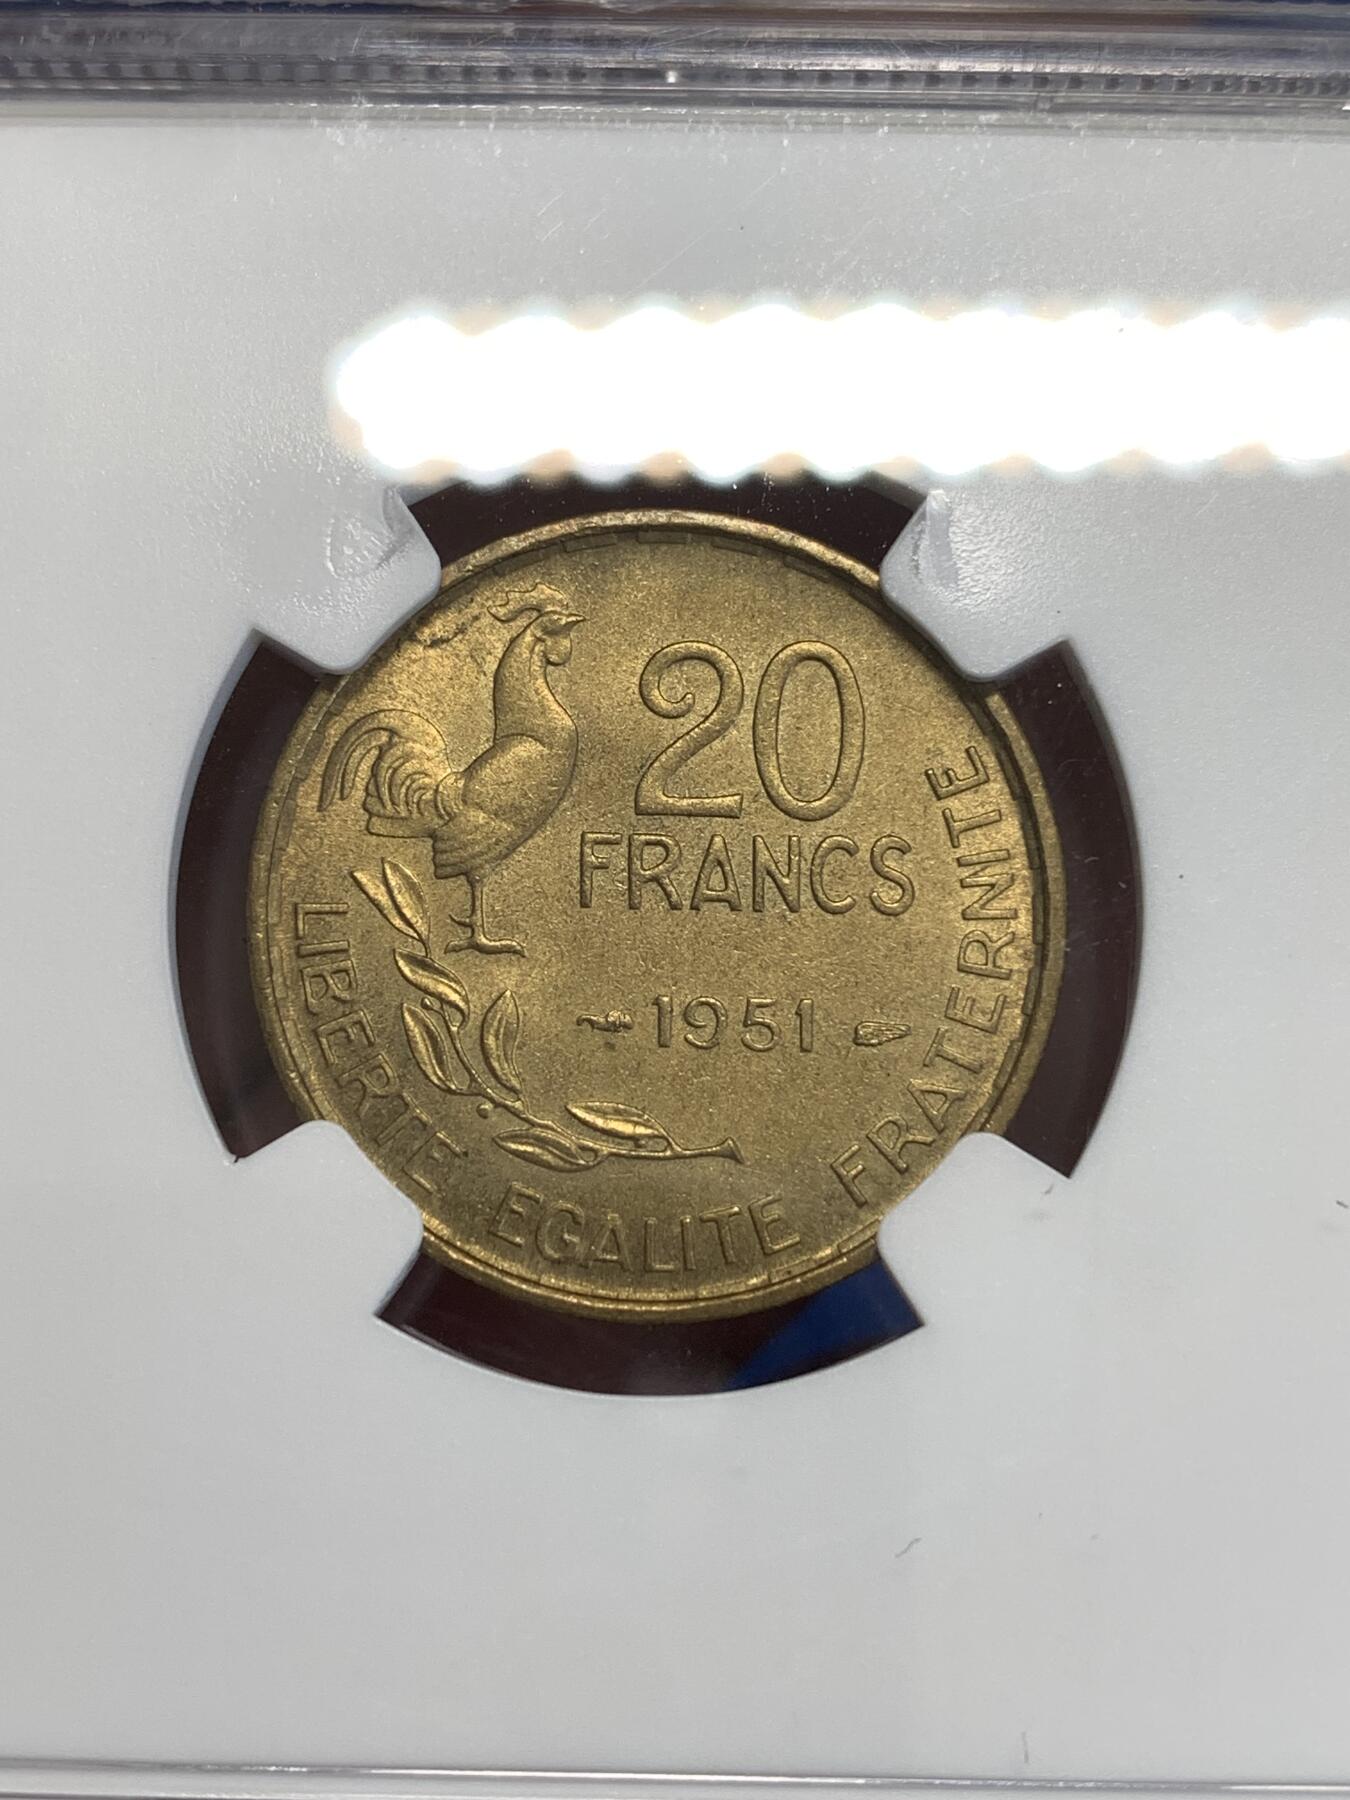 20
FRANCS
1951
LIBERTE EGALITE FRATERNITE